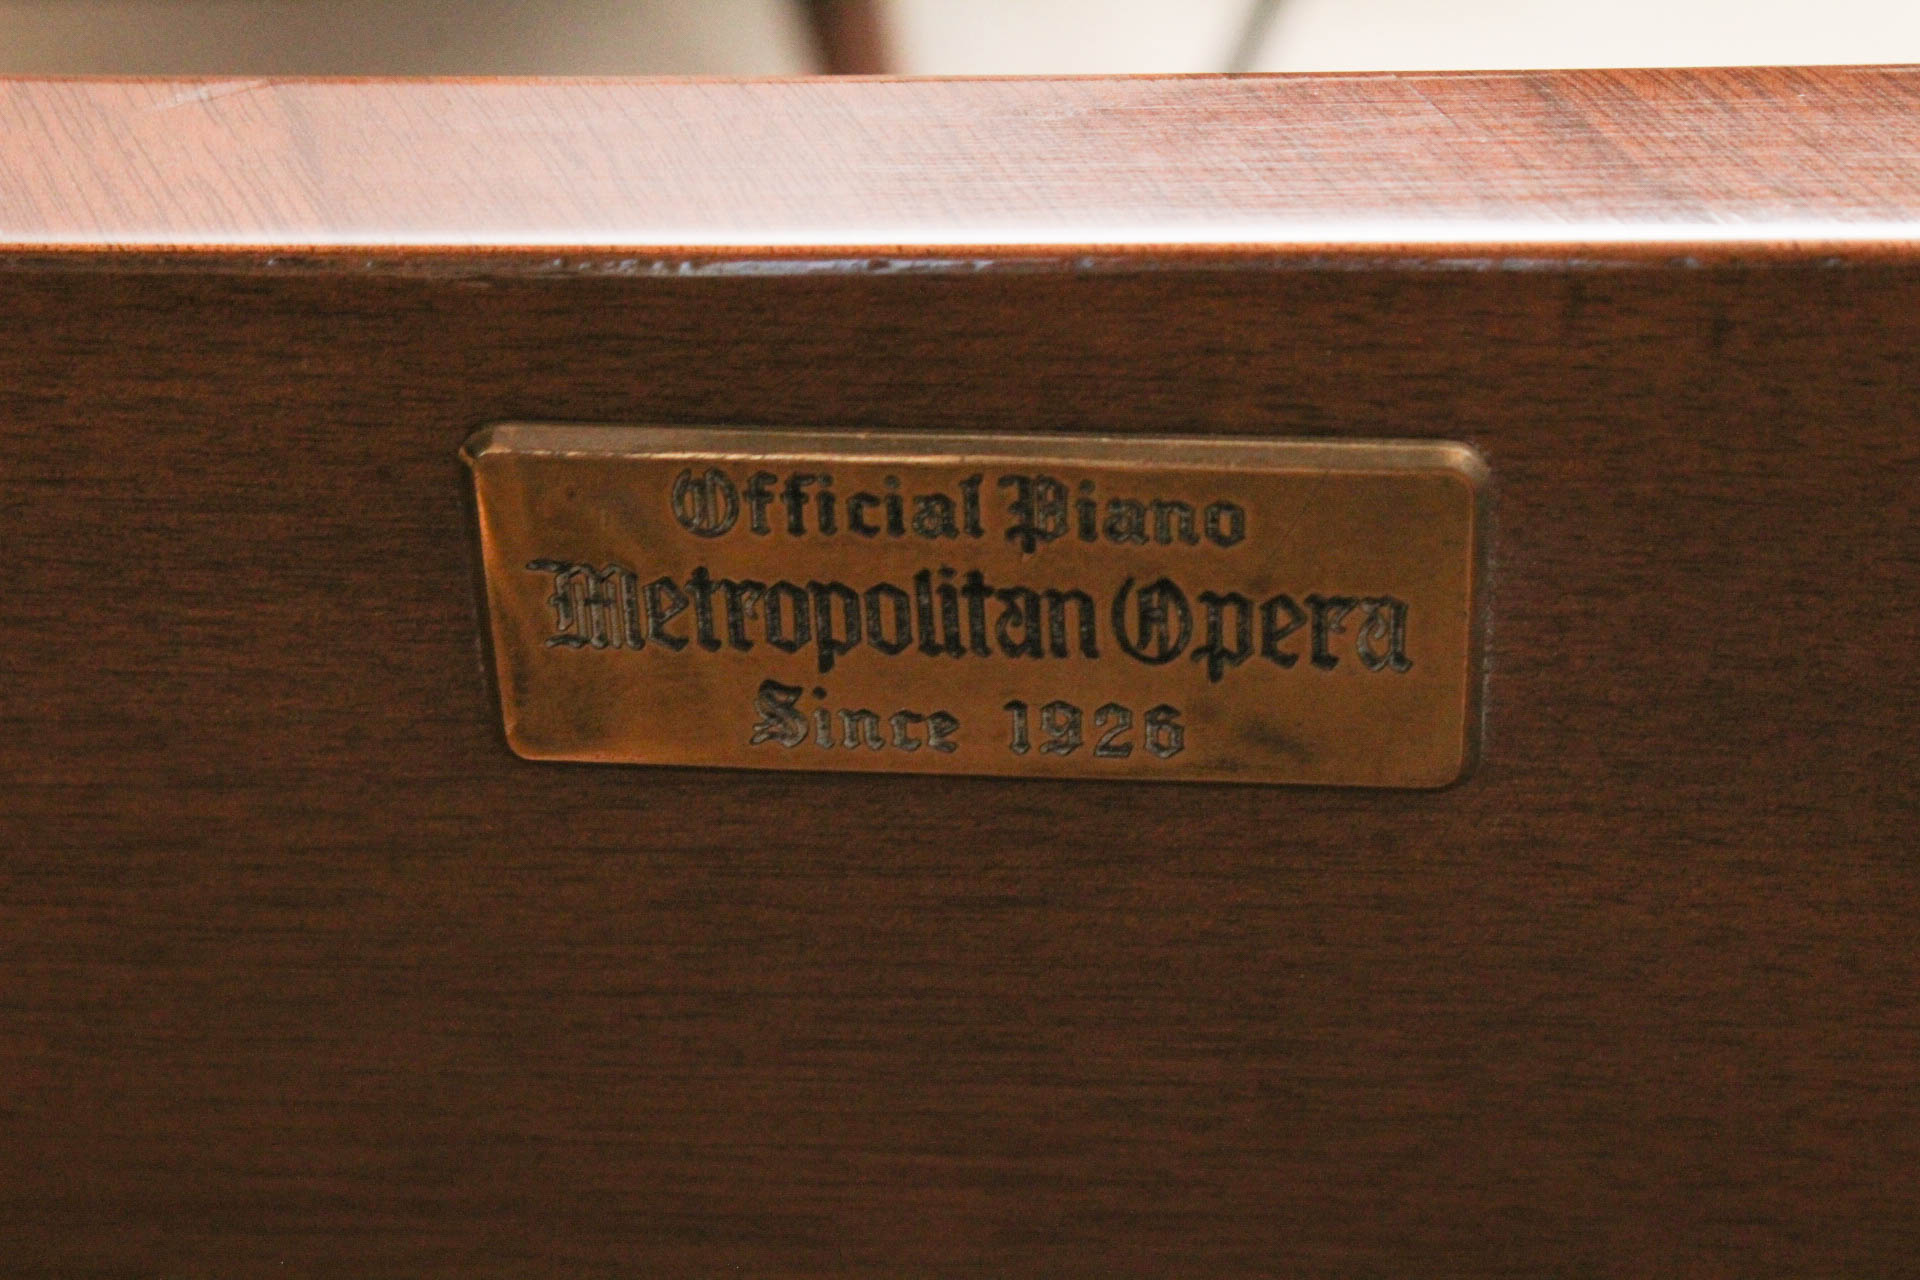 Official Piano
Metropolitan Opera
Since 1926